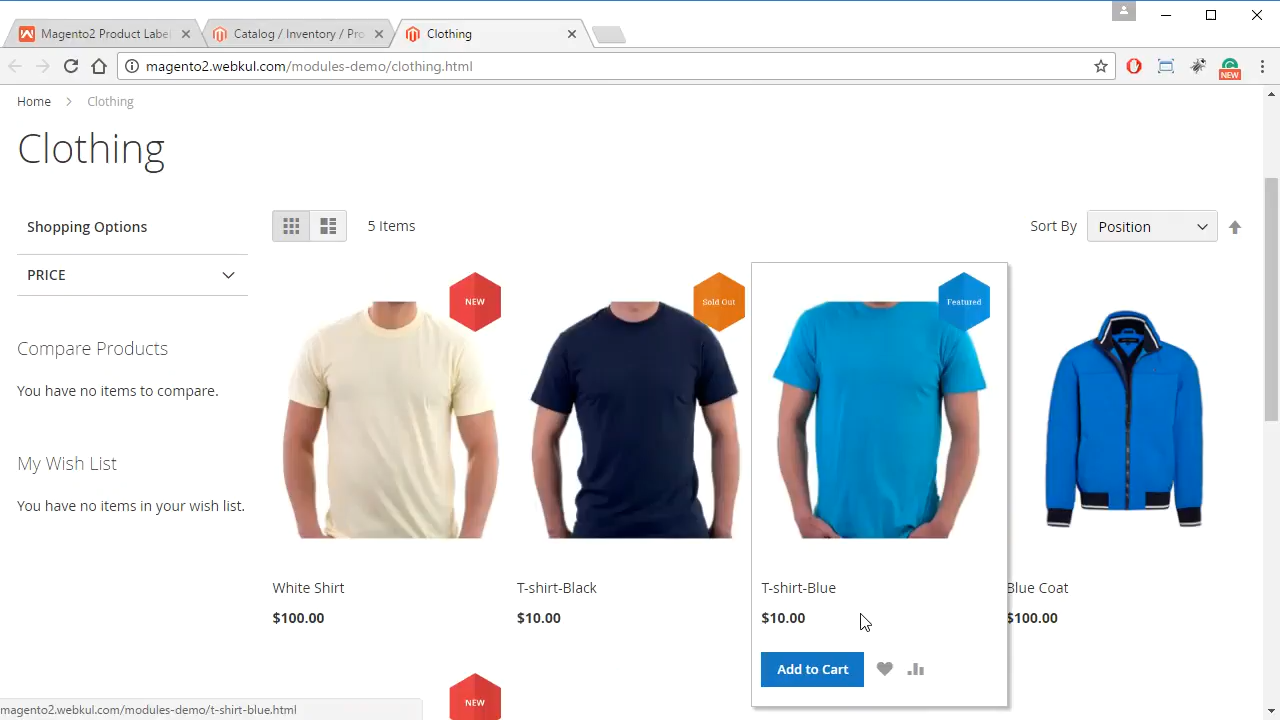 Magento2 Product Labe
Catalog / Inventory / Pro
Clothing
magento2.webkul.com/modules-demo/clothing.html
NEW
Home
Clothing
Clothing
Shopping Options
5 Items
Sort By
Position
PRICE
NEW
Sold Out
Featured
Compare Products
You have no items to compare.
My Wish List
You have no items in your wish list.
White Shirt
T-shirt-Black
T-shirt-Blue
Blue Coat
$100.00
$10.00
$10.00
$100.00
Add to Cart
NEW
magento2.webkul.com/modules-demo/t-shirt-blue.html